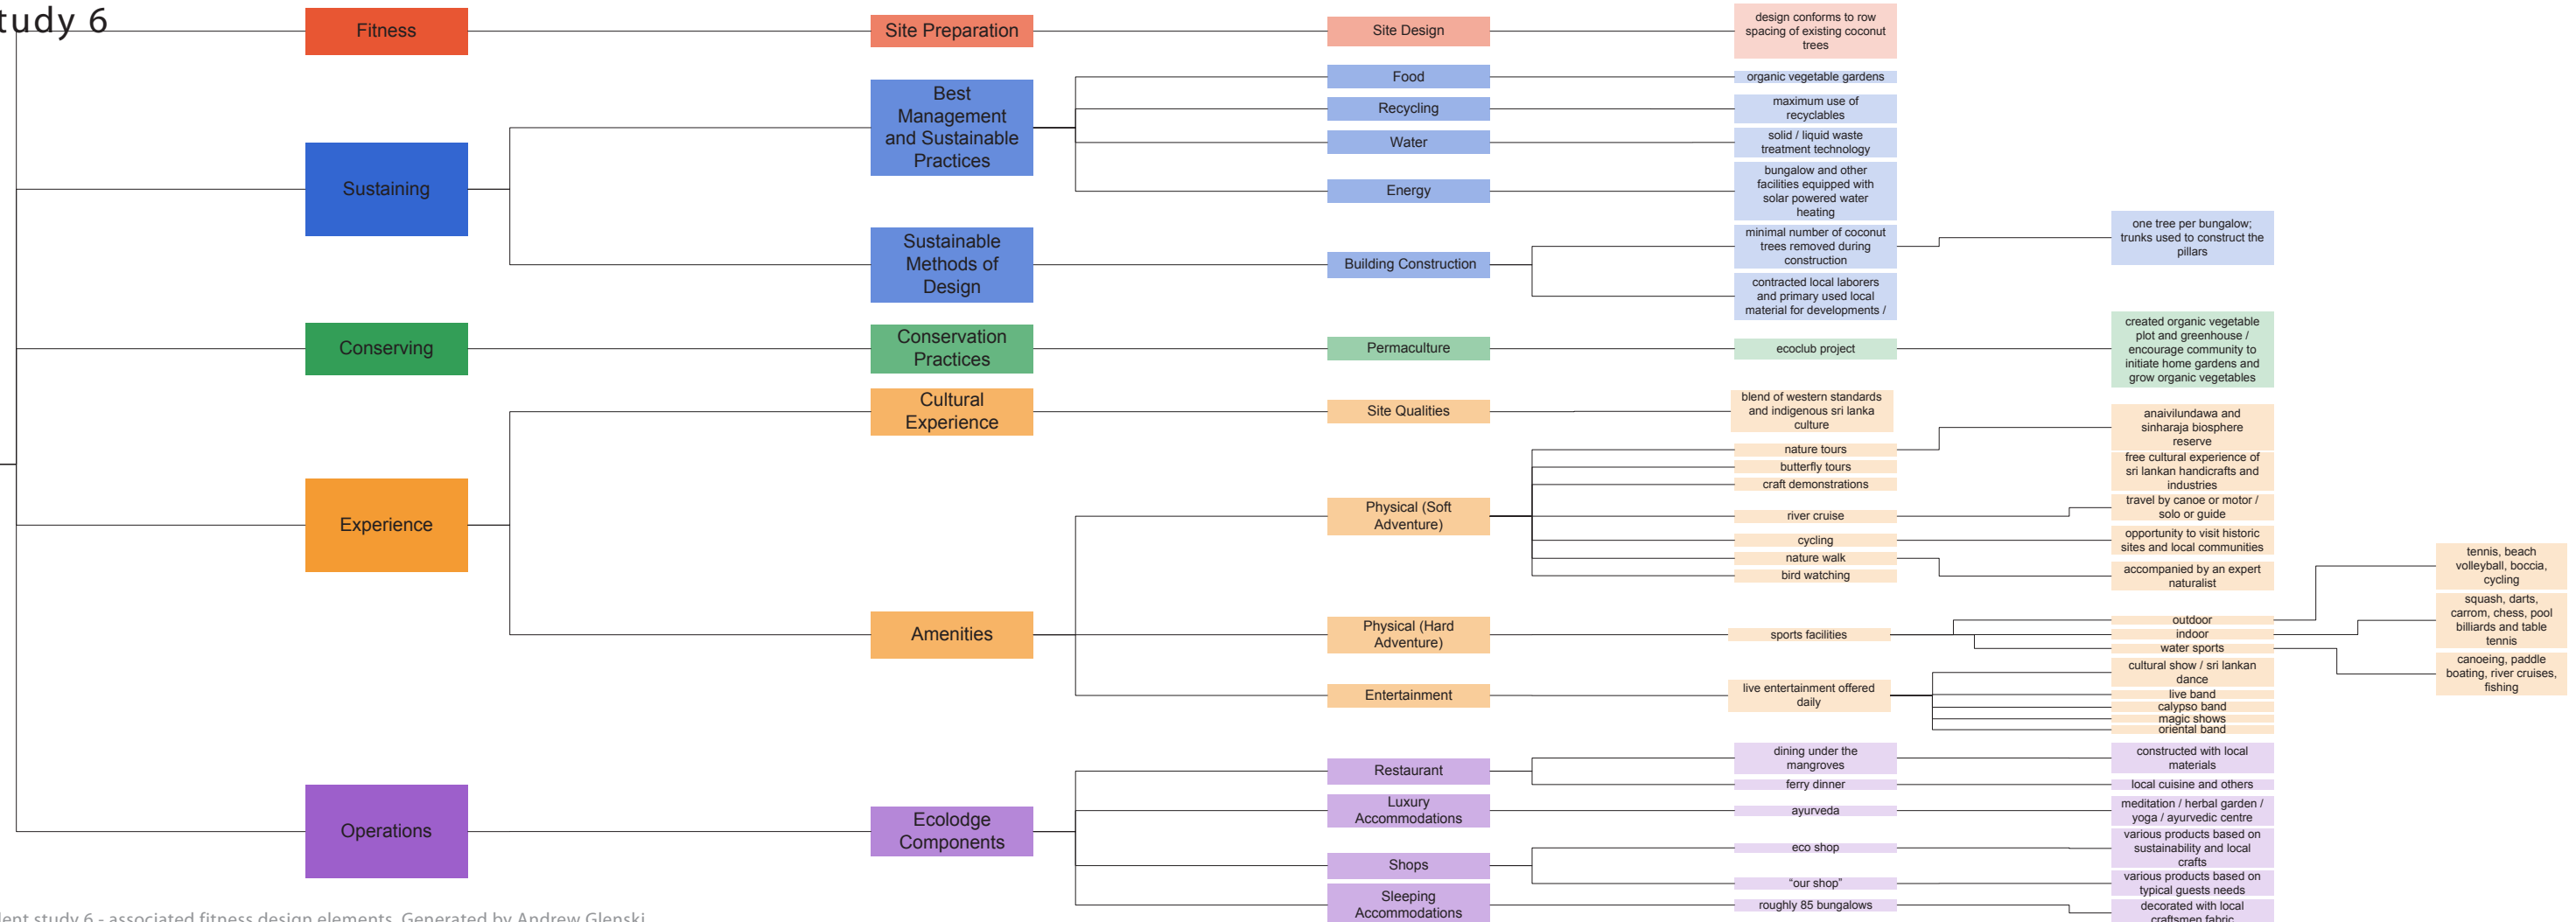 tudy 6
Fitness
Site Preparation
Site Design
design conforms to row
spacing of existing coconut
trees
Sustaining
Best
Management
and Sustainable
Practices
Food
organic vegetable gardens
Recycling
maximum use of
recyclables
Water
solid / liquid waste
treatment technology
Energy
bungalow and other
facilities equipped with
solar powered water
heating
Sustainable
Methods of
Design
Building Construction
minimal number of coconut
trees removed during
construction
one tree per bungalow;
trunks used to construct the
pillars
contracted local laborers
and primary used local
material for developments /
Conserving
Conservation
Practices
Permaculture
ecoclub project
created organic vegetable
plot and greenhouse /
encourage community to
initiate home gardens and
grow organic vegetables
Experience
Cultural
Experience
Site Qualities
blend of western standards
and indigenous sri lanka
culture
Amenities
Physical (Soft
Adventure)
nature tours
anaivilundawa and
sinharaja biosphere
reserve
butterfly tours
craft demonstrations
free cultural experience of
sri lankan handicrafts and
industries
river cruise
travel by canoe or motor /
solo or guide
cycling
opportunity to visit historic
sites and local communities
nature walk
accompanied by an expert
naturalist
bird watching
Physical (Hard
Adventure)
sports facilities
outdoor
tennis, beach
volleyball, boccia,
cycling
indoor
squash, darts,
carrom, chess, pool
billiards and table
tennis
water sports
canoeing, paddle
boating, river cruises,
fishing
Entertainment
live entertainment offered
daily
cultural show / sri lankan
dance
live band
calypso band
magic shows
oriental band
Operations
Ecolodge
Components
Restaurant
dining under the
mangroves
constructed with local
materials
ferry dinner
local cuisine and others
Luxury
Accommodations
ayurveda
meditation / herbal garden /
yoga / ayurvedic centre
Shops
eco shop
various products based on
sustainability and local
crafts
“our shop”
various products based on
typical guests needs
Sleeping
Accommodations
roughly 85 bungalows
decorated with local
craftsmen fabric
dent study 6 - associated fitness design elements. Generated by Andrew Glenski